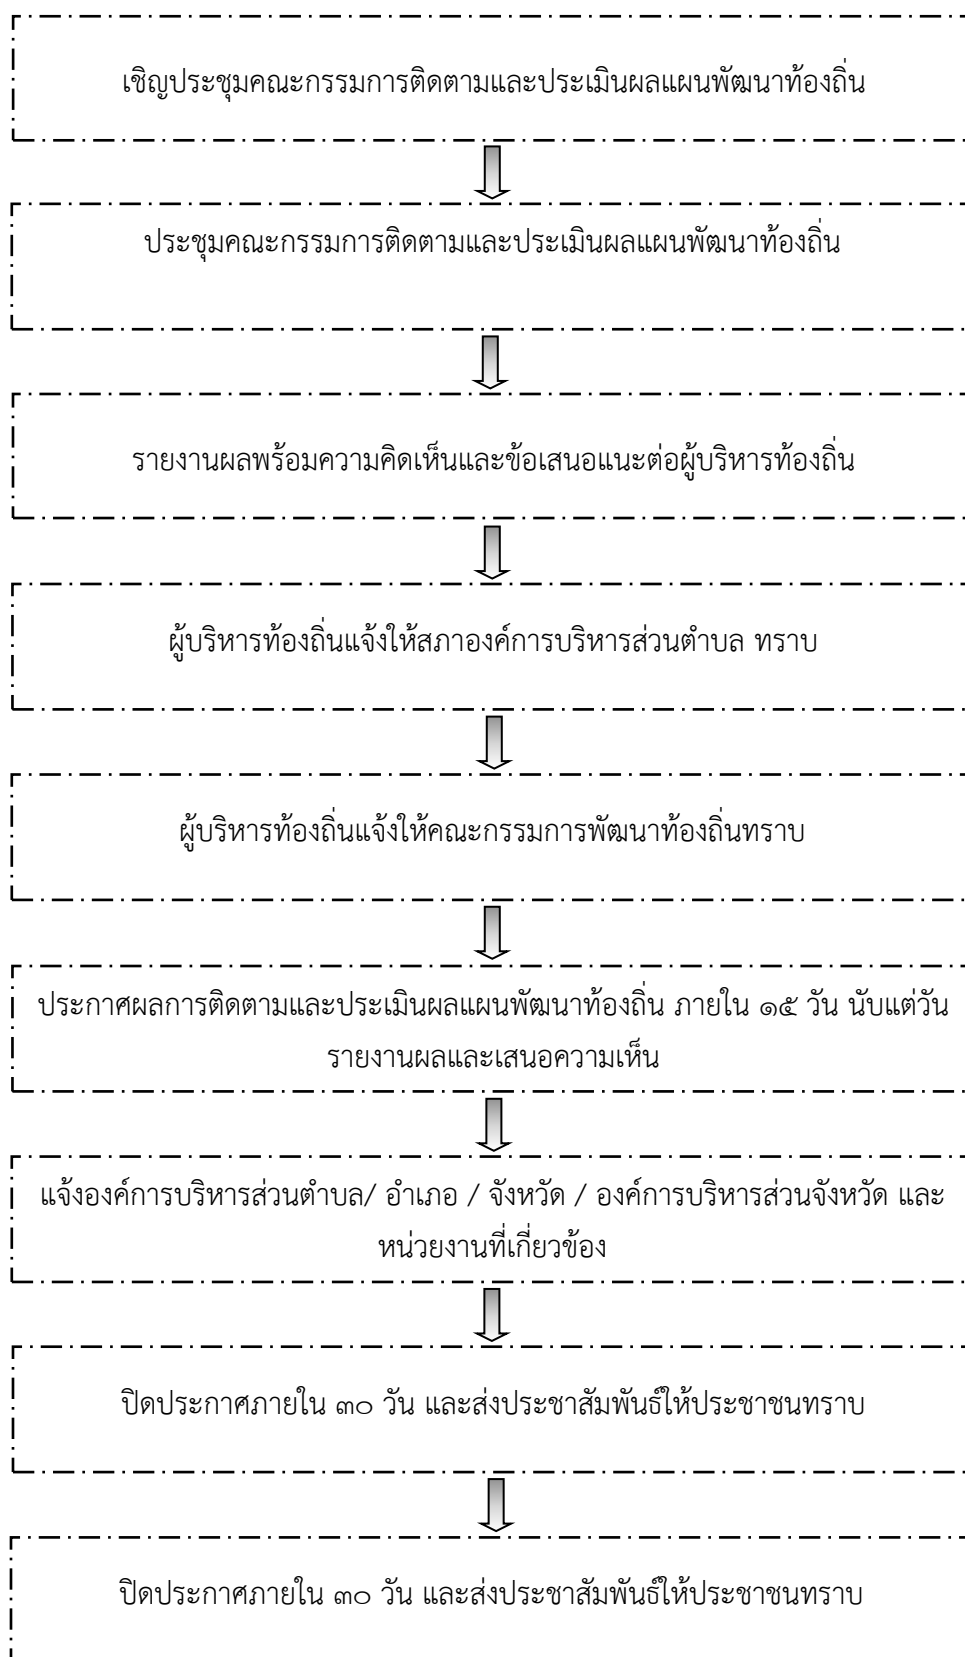 เชิญประชุมคณะกรรมการติดตามและประเมินผลแผนพัฒนาท้องถิ่น
ประชุมคณะกรรมการติดตามและประเมินผลแผนพัฒนาท้องถิ่น
รายงานผลพร้อมความคิดเห็นและข้อเสนอแนะต่อผู้บริหารท้องถิ่น
ผู้บริหารท้องถิ่นแจ้งให้สภาองค์การบริหารส่วนตำบล ทราบ
ผู้บริหารท้องถิ่นแจ้งให้คณะกรรมการพัฒนาท้องถิ่นทราบ
ประกาศผลการติดตามและประเมินผลแผนพัฒนาท้องถิ่น ภายใน ๑๕ วัน นับแต่วัน
รายงานผลและเสนอความเห็น
แจ้งองค์การบริหารส่วนตำบล/ อำเภอ / จังหวัด / องค์การบริหารส่วนจังหวัด และ
หน่วยงานที่เกี่ยวข้อง
ปิดประกาศภายใน ๓๐ วัน และส่งประชาสัมพันธ์ให้ประชาชนทราบ
ปิดประกาศภายใน ๓๐ วัน และส่งประชาสัมพันธ์ให้ประชาชนทราบ